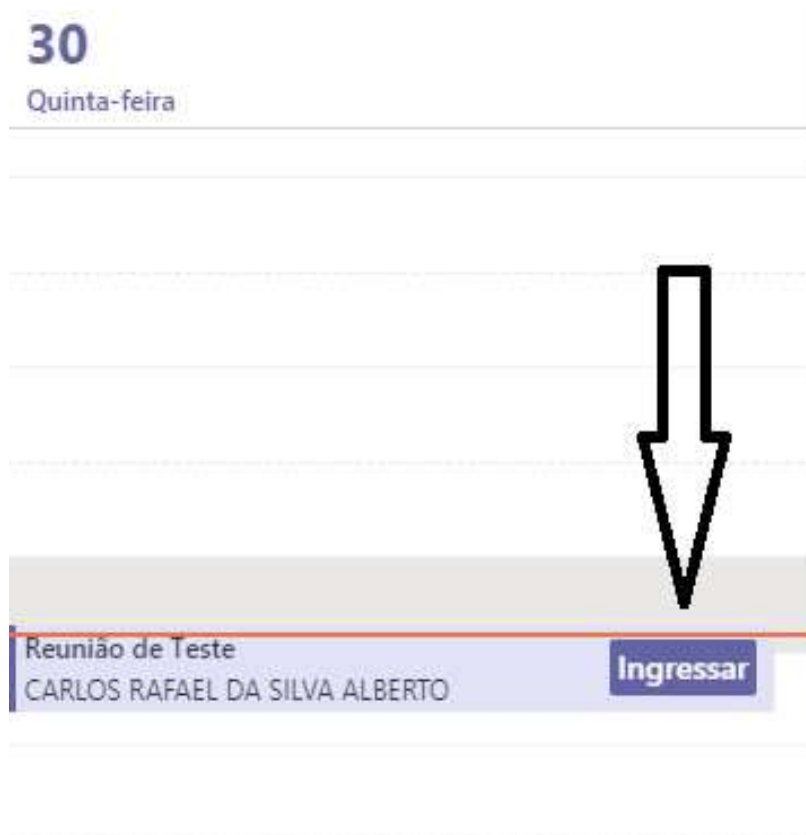 30
Quinta-feira
Reunião de Teste
Ingressar
CARLOS RAFAEL DA SILVA ALBERTO